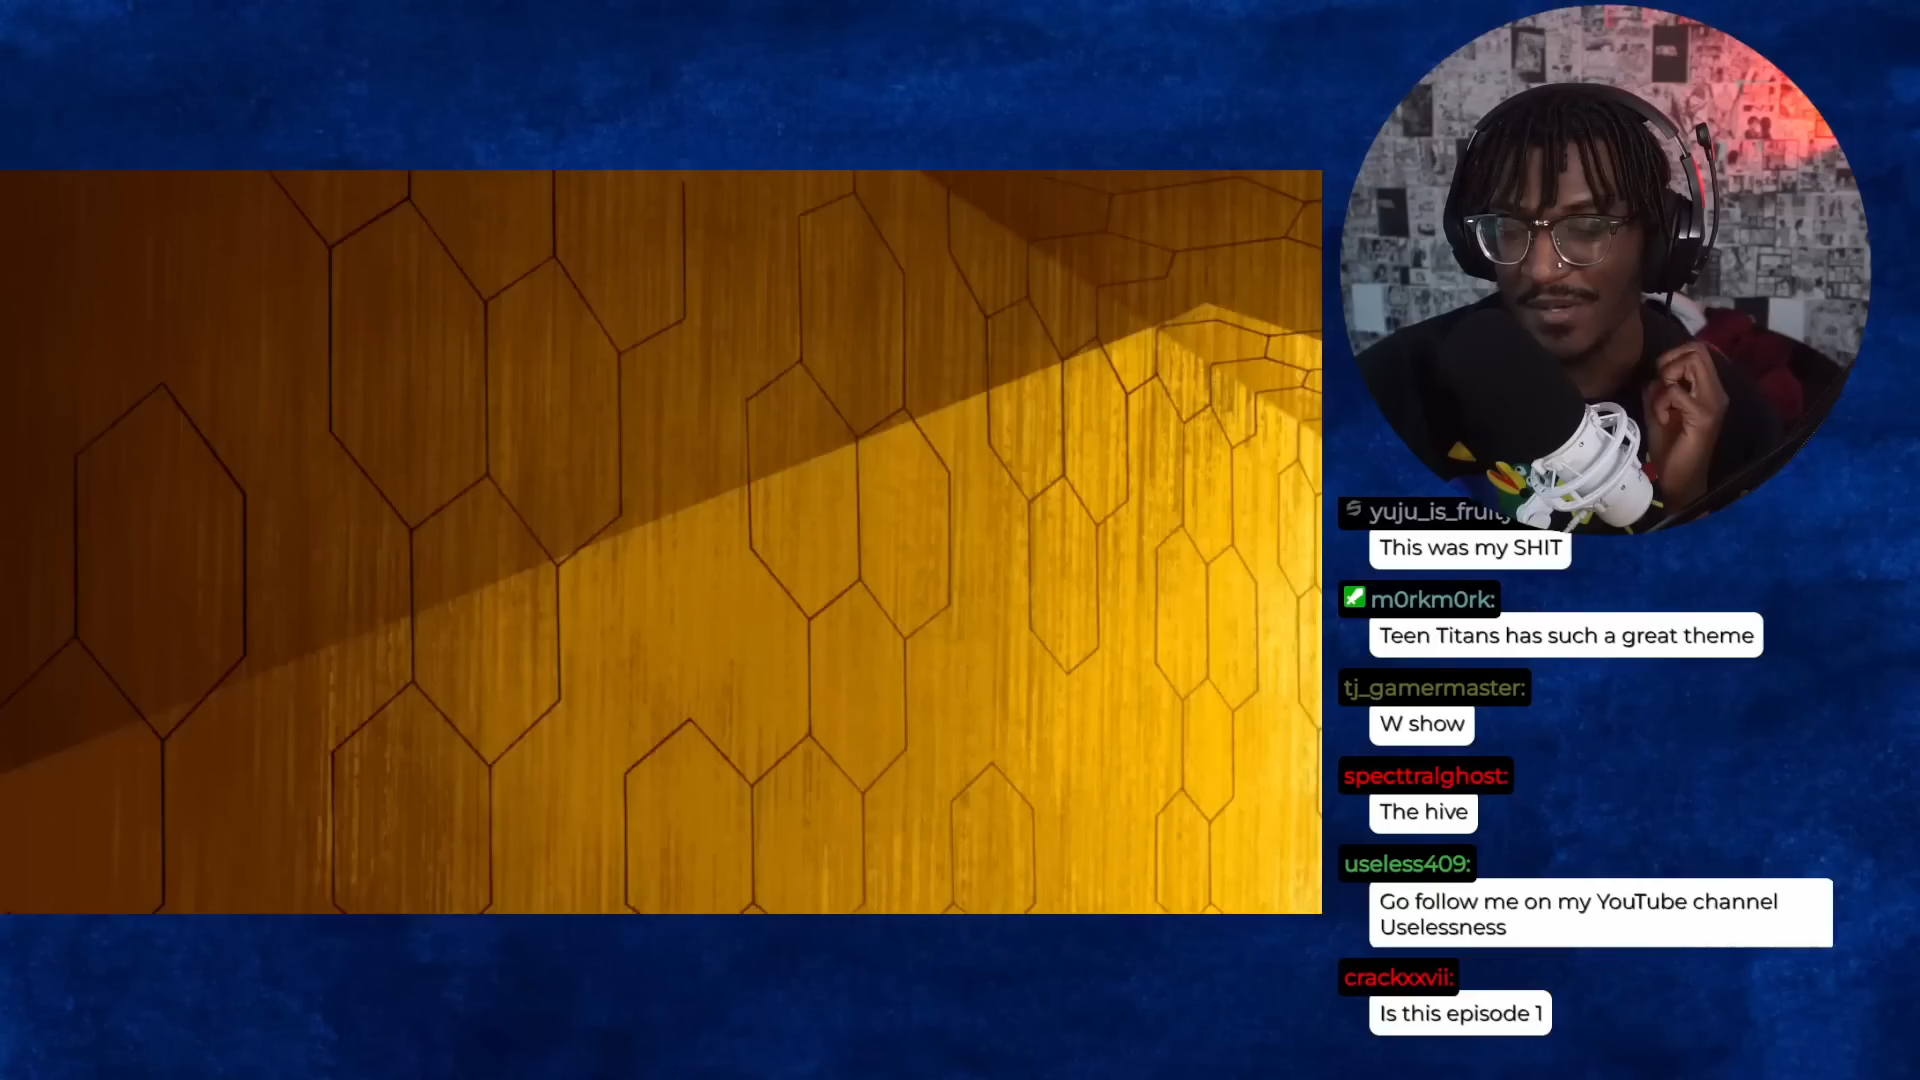 yuju_is_fruity
This was my SHIT
m0rkm0rk:
Teen Titans has such a great theme
tj_gamermaster:
W show
specttralghost:
The hive
useless409:
Go follow me on my YouTube channel
Uselessness
crackxxvii:
Is this episode 1